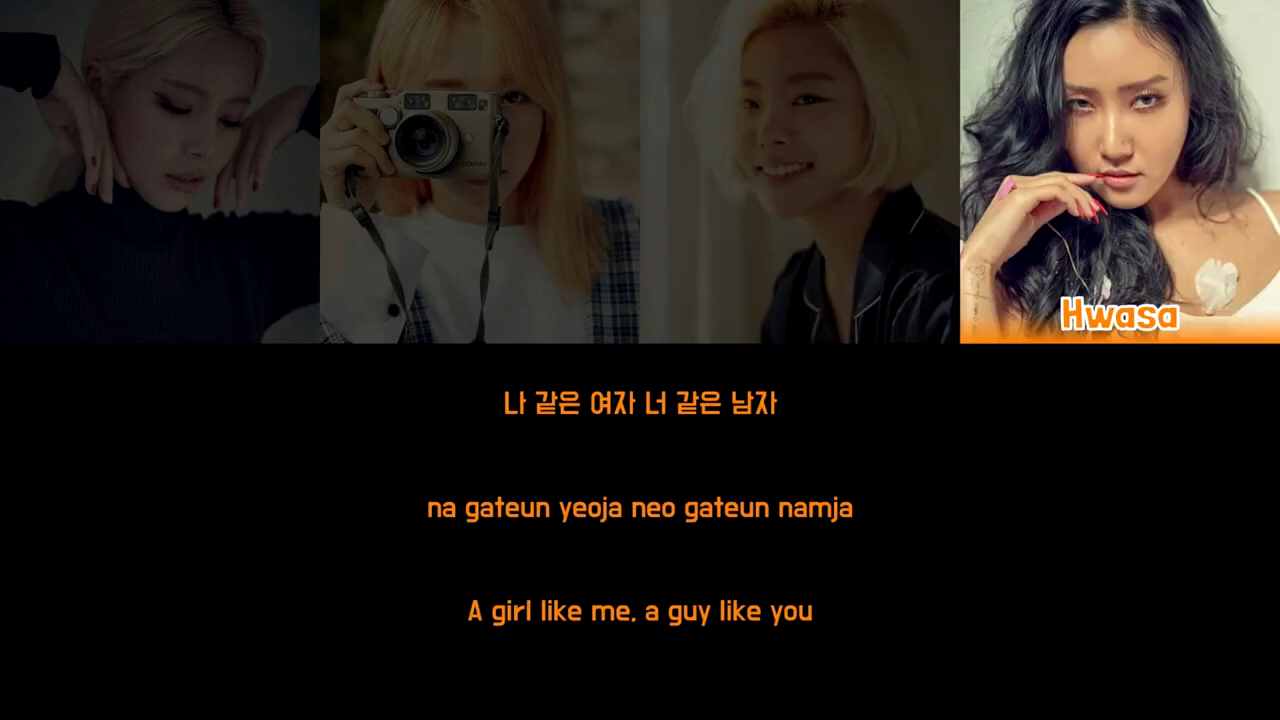 Hwasa
나 같은 여자 너 같은 남자
na gateun yeoja neo gateun namja
A girl like me, a guy like you